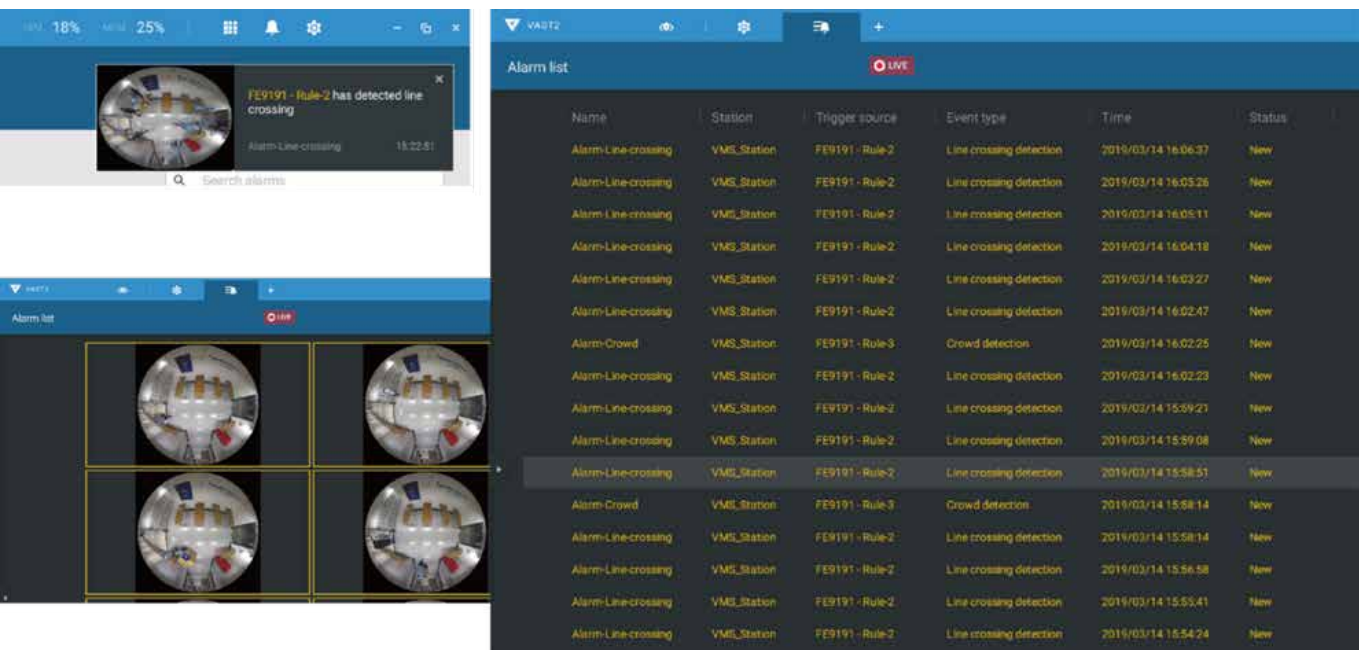 18% 25%
FE9191 - Rule-2 has detected line
crossing
Alarm-Line-crossing 15:22:51
Search alarms
VAST2
Alarm list
LIVE
VAST2
Alarm list LIVE
Name Station Trigger source Event type Time Status
Alarm-Line-crossing VMS_Station FE9191 - Rule-2 Line crossing detection 2019/03/14 16:06:37 New
Alarm-Line-crossing VMS_Station FE9191 - Rule-2 Line crossing detection 2019/03/14 16:05:26 New
Alarm-Line-crossing VMS_Station FE9191 - Rule-2 Line crossing detection 2019/03/14 16:05:11 New
Alarm-Line-crossing VMS_Station FE9191 - Rule-2 Line crossing detection 2019/03/14 16:04:18 New
Alarm-Line-crossing VMS_Station FE9191 - Rule-2 Line crossing detection 2019/03/14 16:03:27 New
Alarm-Line-crossing VMS_Station FE9191 - Rule-2 Line crossing detection 2019/03/14 16:02:47 New
Alarm-Crowd VMS_Station FE9191 - Rule-3 Crowd detection 2019/03/14 16:02:25 New
Alarm-Line-crossing VMS_Station FE9191 - Rule-2 Line crossing detection 2019/03/14 16:02:23 New
Alarm-Line-crossing VMS_Station FE9191 - Rule-2 Line crossing detection 2019/03/14 15:59:21 New
Alarm-Line-crossing VMS_Station FE9191 - Rule-2 Line crossing detection 2019/03/14 15:59:08 New
Alarm-Line-crossing VMS_Station FE9191 - Rule-2 Line crossing detection 2019/03/14 15:58:51 New
Alarm-Crowd VMS_Station FE9191 - Rule-3 Crowd detection 2019/03/14 15:58:14 New
Alarm-Line-crossing VMS_Station FE9191 - Rule-2 Line crossing detection 2019/03/14 15:58:14 New
Alarm-Line-crossing VMS_Station FE9191 - Rule-2 Line crossing detection 2019/03/14 15:56:58 New
Alarm-Line-crossing VMS_Station FE9191 - Rule-2 Line crossing detection 2019/03/14 15:55:41 New
Alarm-Line-crossing VMS_Station FE9191 - Rule-2 Line crossing detection 2019/03/14 15:54:24 New